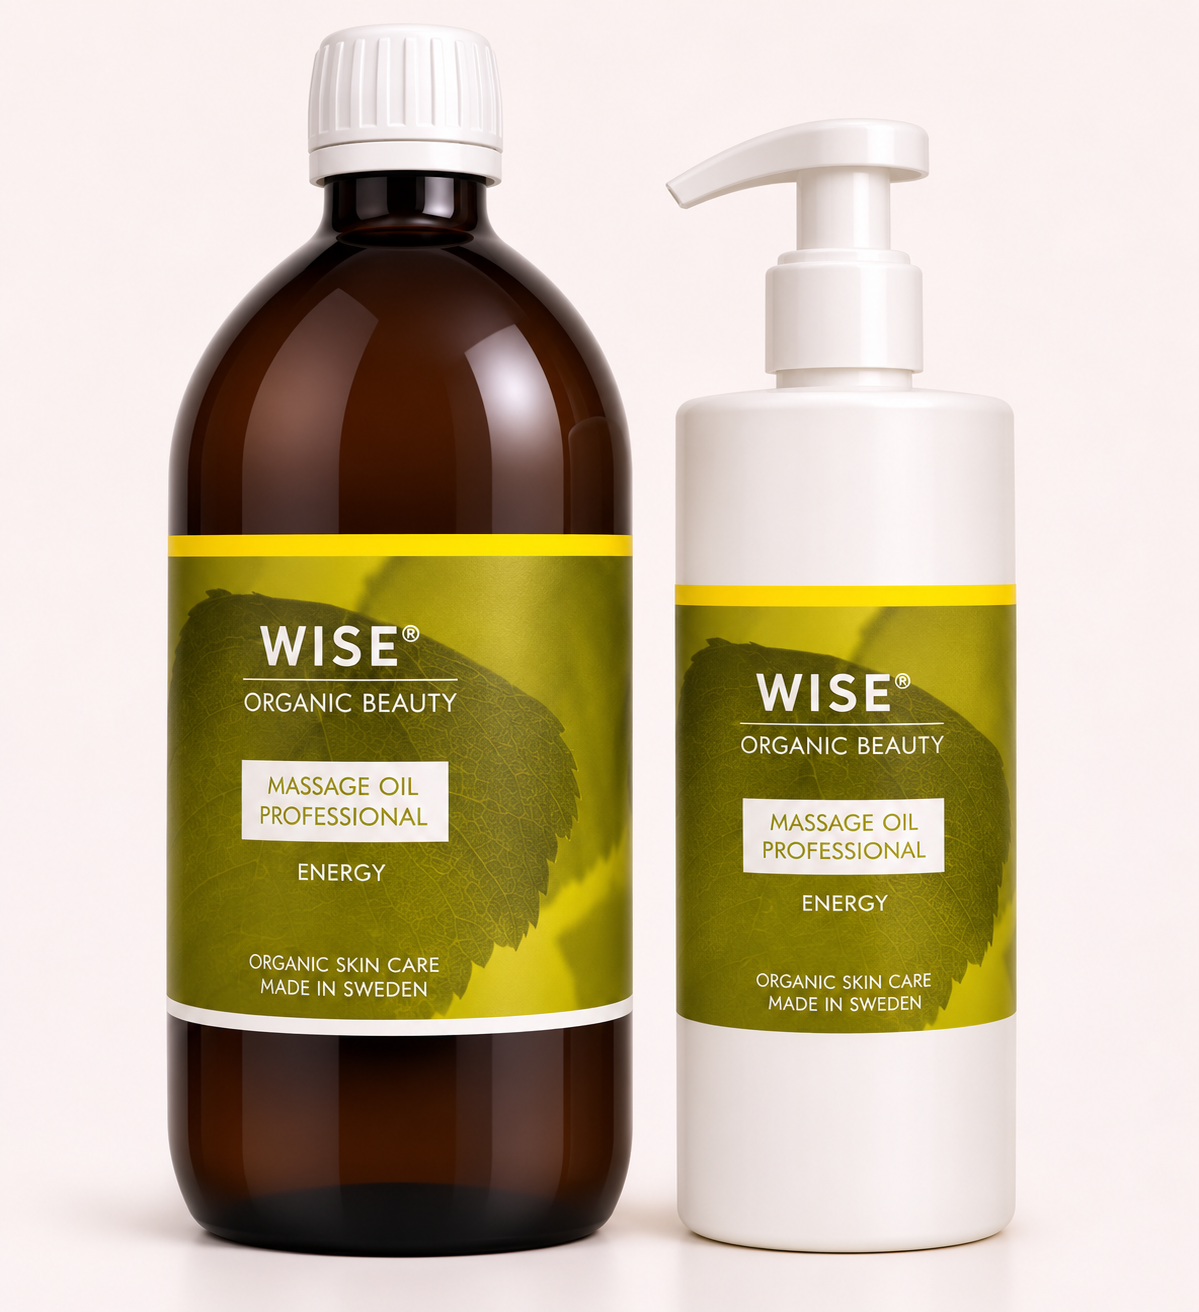 WISE®
ORGANIC BEAUTY
MASSAGE OIL
PROFESSIONAL
ENERGY
ORGANIC SKIN CARE
MADE IN SWEDEN
WISE®
ORGANIC BEAUTY
MASSAGE OIL
PROFESSIONAL
ENERGY
ORGANIC SKIN CARE
MADE IN SWEDEN